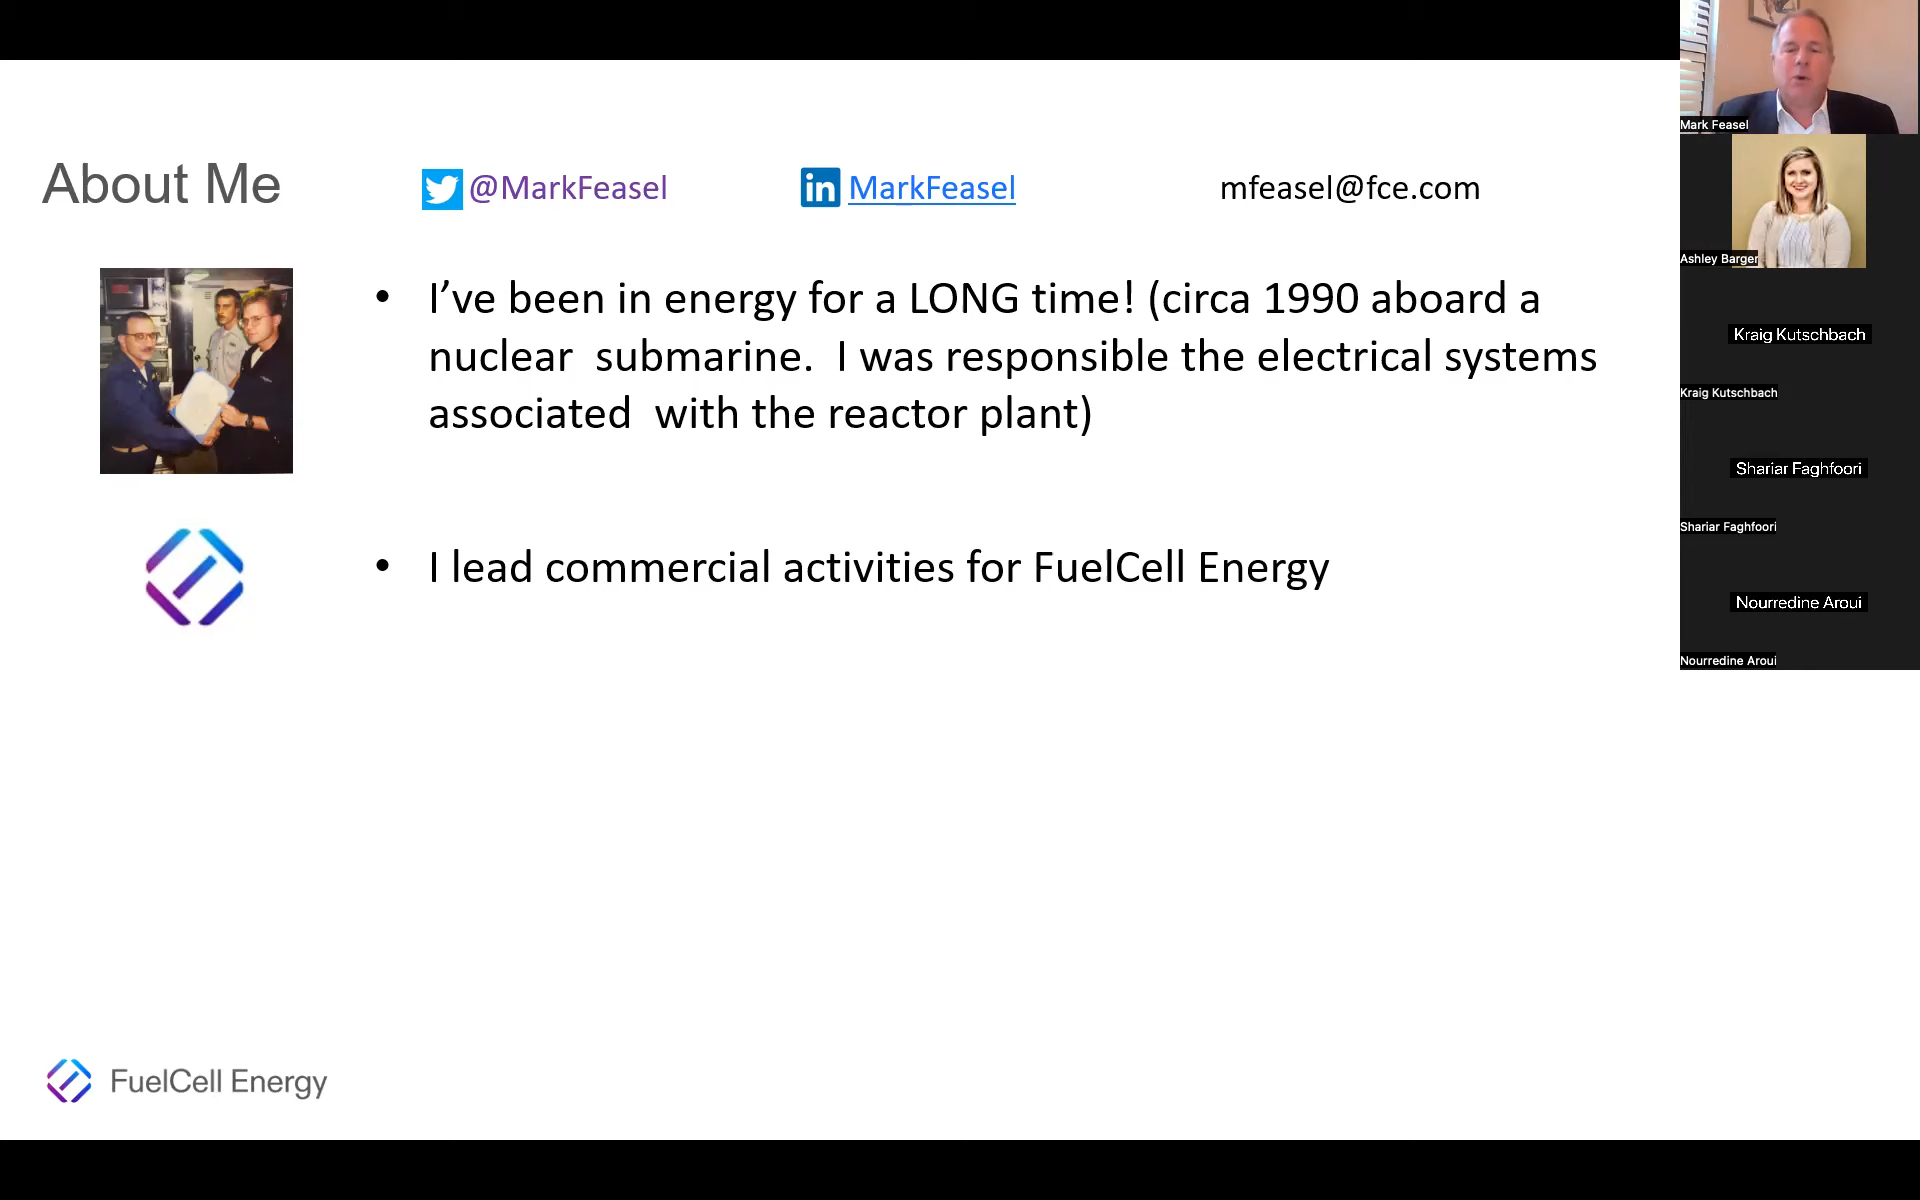 About Me
@MarkFeasel
in MarkFeasel
mfeasel@fce.com
• I’ve been in energy for a LONG time! (circa 1990 aboard a
nuclear  submarine.  I was responsible the electrical systems
associated  with the reactor plant)
• I lead commercial activities for FuelCell Energy
FuelCell Energy
Mark Feasel
Ashley Barger
Kraig Kutschbach
Kraig Kutschbach
Shariar Faghfoori
Shariar Faghfoori
Nourredine Aroui
Nourredine Aroui